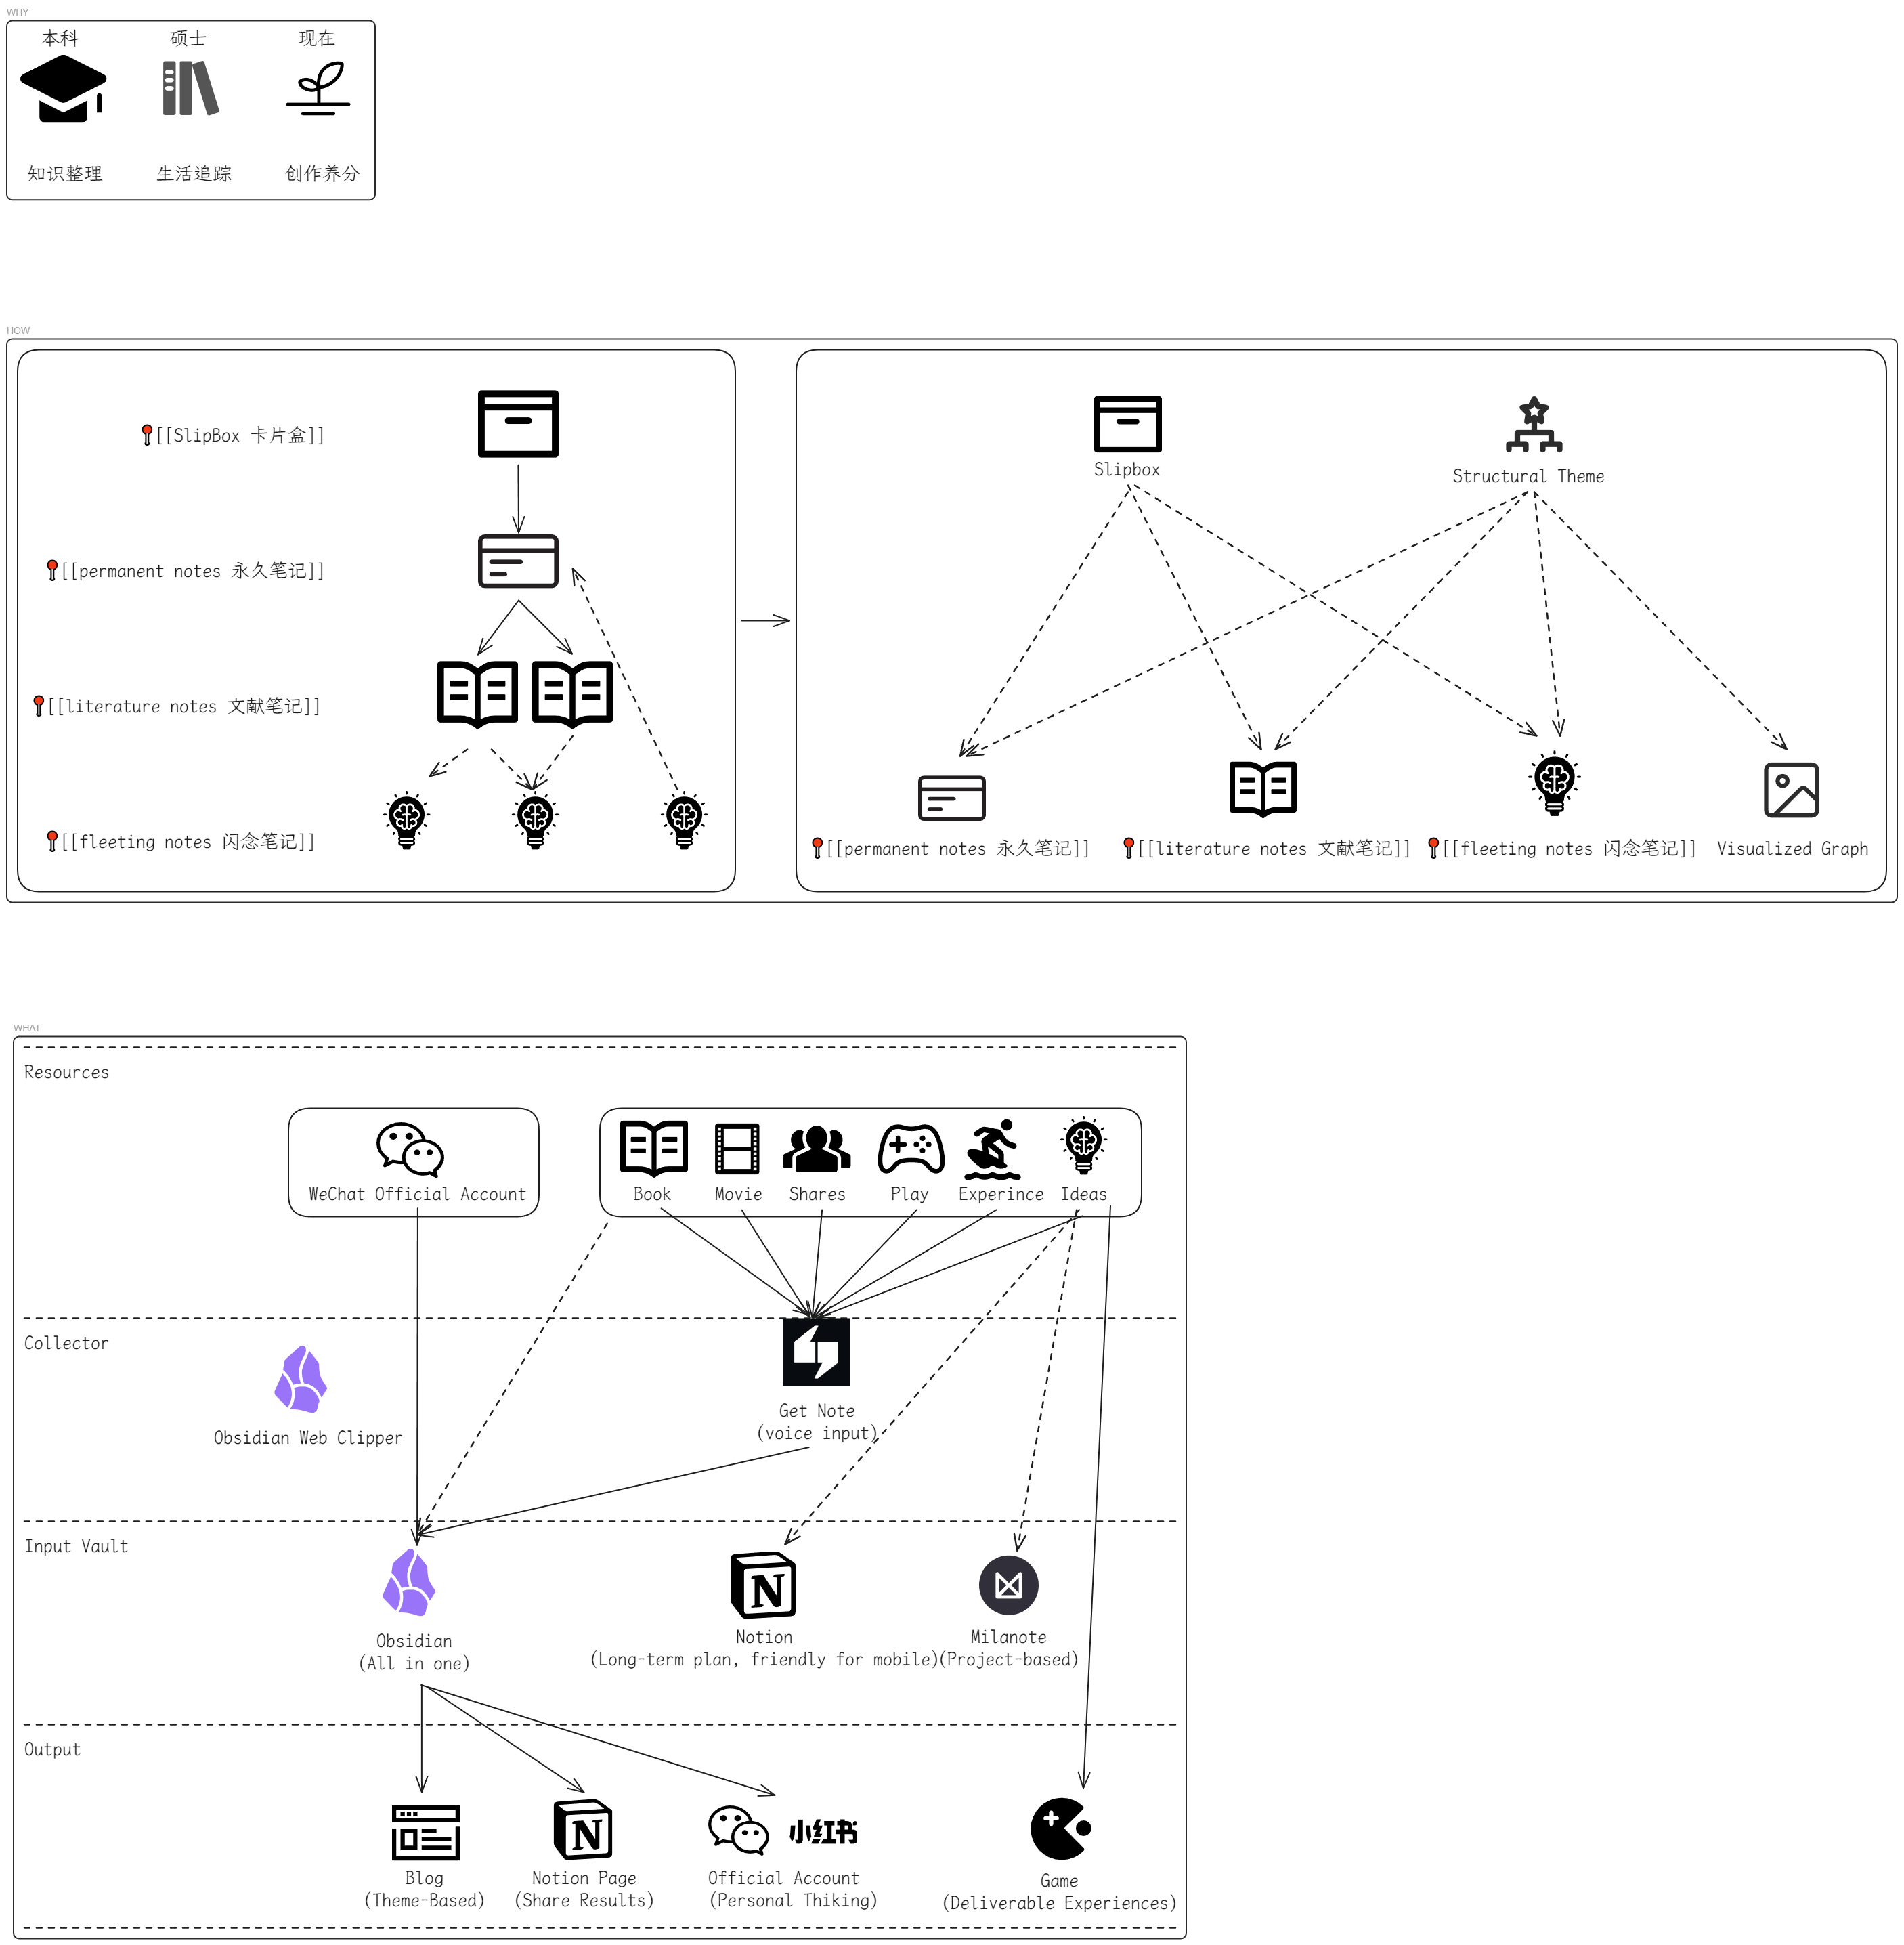 WHY
本科
硕士
现在
知识整理
生活追踪
创作养分
HOW
[[SlipBox 卡片盒]]
[[permanent notes 永久笔记]]
[[literature notes 文献笔记]]
[[fleeting notes 闪念笔记]]
Slipbox
Structural Theme
[[permanent notes 永久笔记]]
[[literature notes 文献笔记]]
[[fleeting notes 闪念笔记]]
Visualized Graph
WHAT
Resources
WeChat Official Account
Book
Movie
Shares
Play
Experince
Ideas
Collector
Obsidian Web Clipper
Get Note
(voice input)
Input Vault
Obsidian
(All in one)
N
Notion
(Long-term plan, friendly for mobile)
Milanote
(Project-based)
Output
Blog
(Theme-Based)
N
Notion Page
(Share Results)
小红书
Official Account
(Personal Thiking)
Game
(Deliverable Experiences)